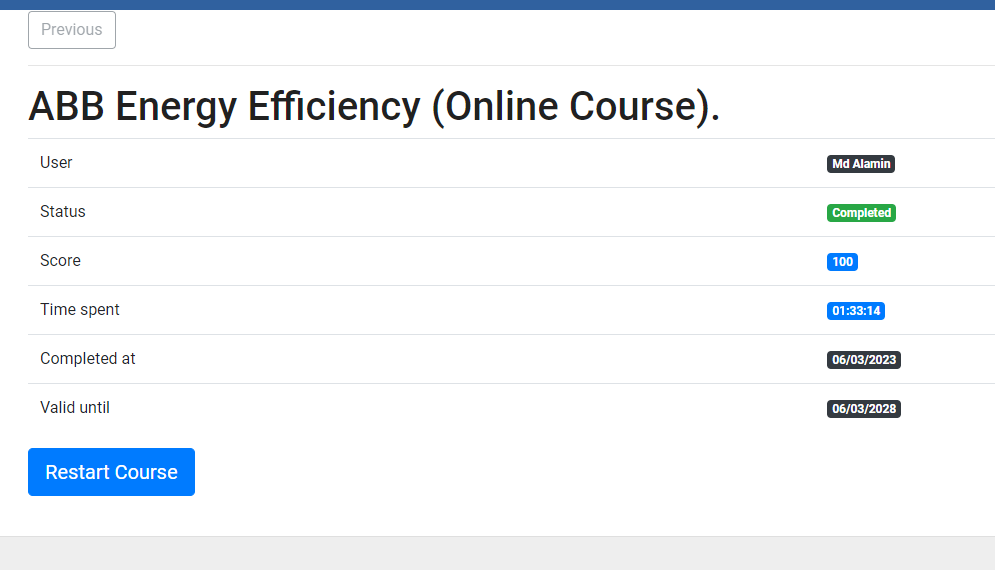 Previous
ABB Energy Efficiency (Online Course).
User Md Alamin
Status Completed
Score 100
Time spent 01:33:14
Completed at 06/03/2023
Valid until 06/03/2028
Restart Course